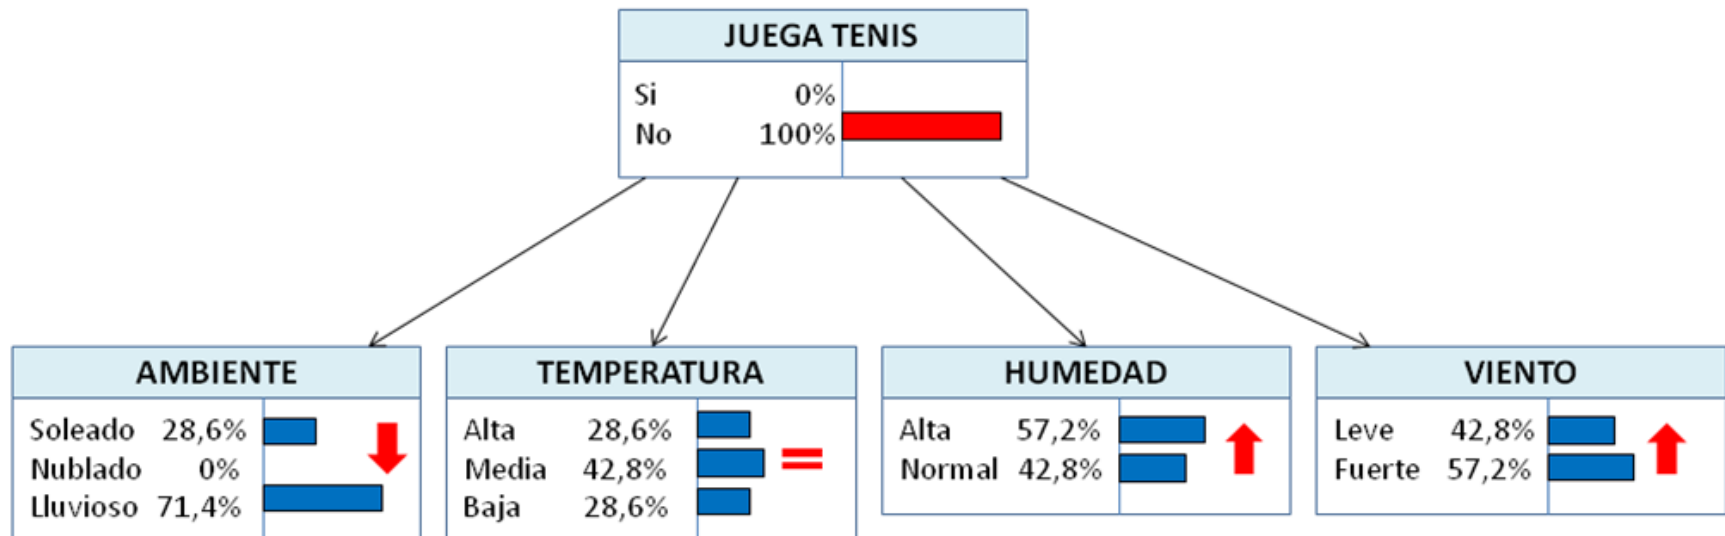 JUEGA TENIS
Si 0%
No 100%
AMBIENTE
Soleado 28,6%
Nublado 0%
Lluvioso 71,4%
TEMPERATURA
Alta 28,6%
Media 42,8%
Baja 28,6%
HUMEDAD
Alta 57,2%
Normal 42,8%
VIENTO
Leve 42,8%
Fuerte 57,2%